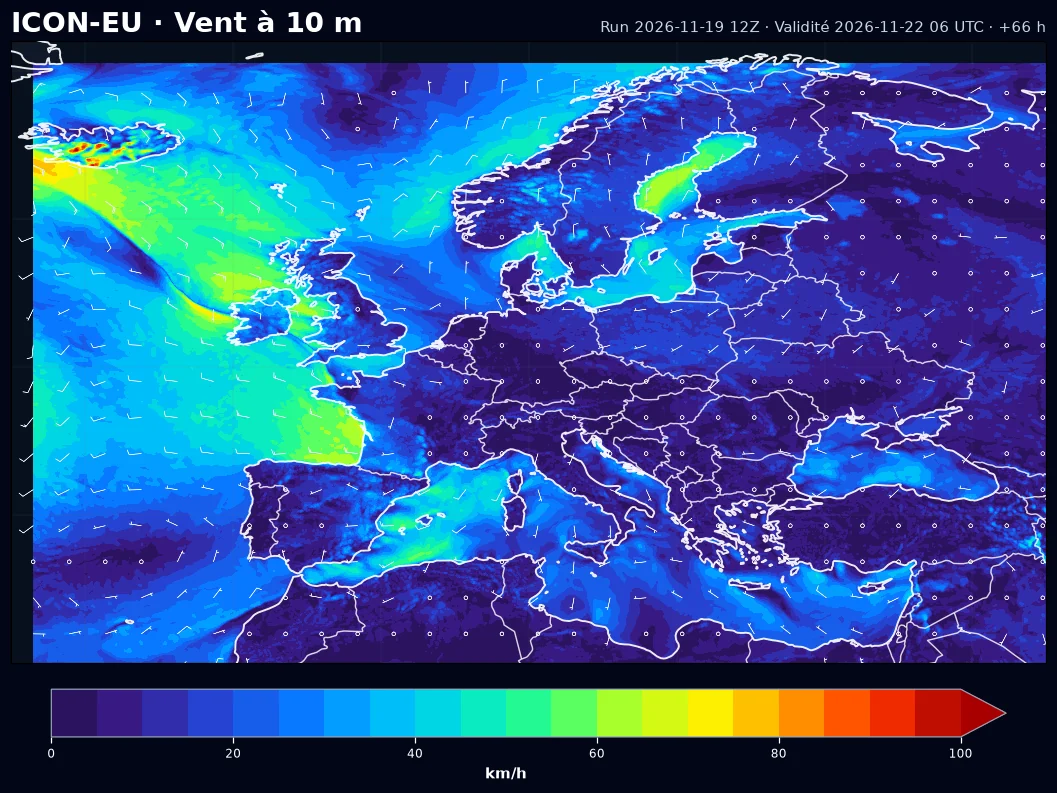 ICON-EU · Vent à 10 m
Run 2026-11-19 12Z · Validité 2026-11-22 06 UTC · +66 h
0 20 40 60 80 100
km/h